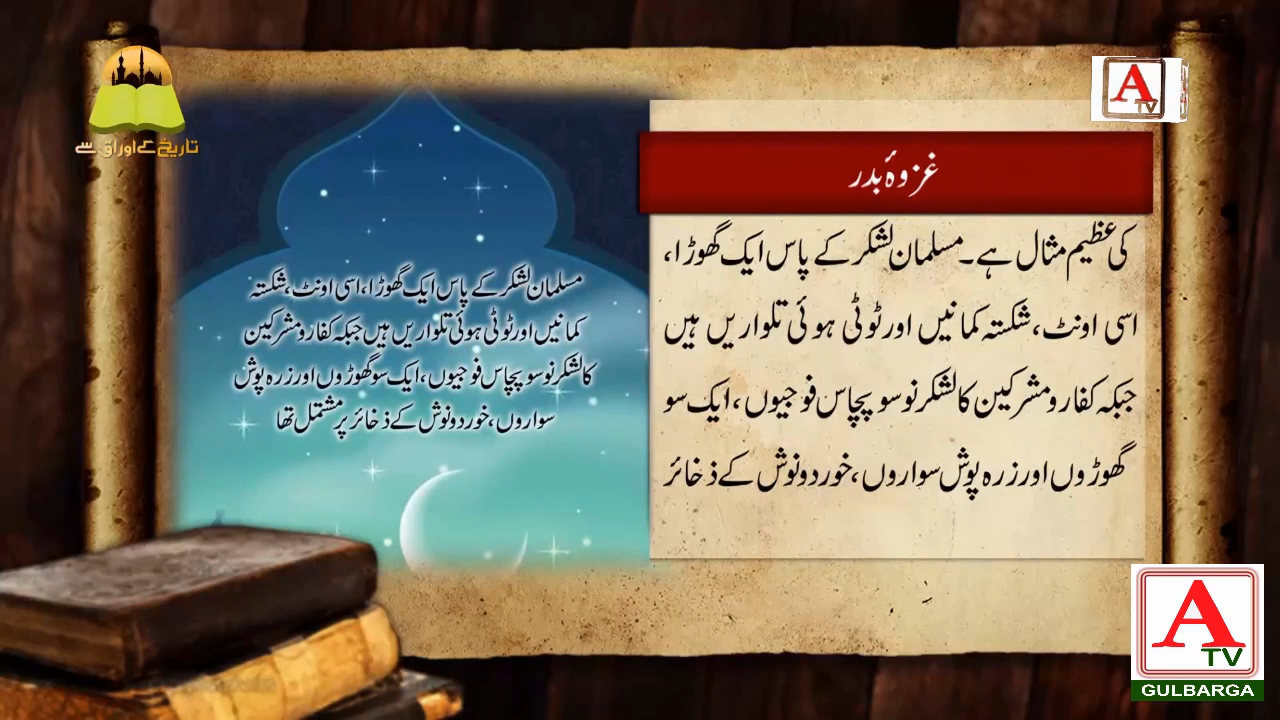 تاریخ کے اوراق سے
A
TV
غزوۂ بدر
کی عظیم مثال ہے۔ مسلمان لشکر کے پاس ایک گھوڑا،
اسی اونٹ، شکستہ کمانیں اور ٹوٹی ہوئی تلواریں ہیں
جبکہ کفار و مشرکین کا لشکر نو سو پچاس فوجیوں، ایک سو
گھوڑوں اور زرہ پوش سواروں، خورد و نوش کے ذخائر
مسلمان لشکر کے پاس ایک گھوڑا، اسی اونٹ، شکستہ
کمانیں اور ٹوٹی ہوئی تلواریں ہیں جبکہ کفار و مشرکین
کا لشکر نو سو پچاس فوجیوں، ایک سو گھوڑوں اور زرہ پوش
سواروں، خورد و نوش کے ذخائر پر مشتمل تھا
A
TV
GULBARGA